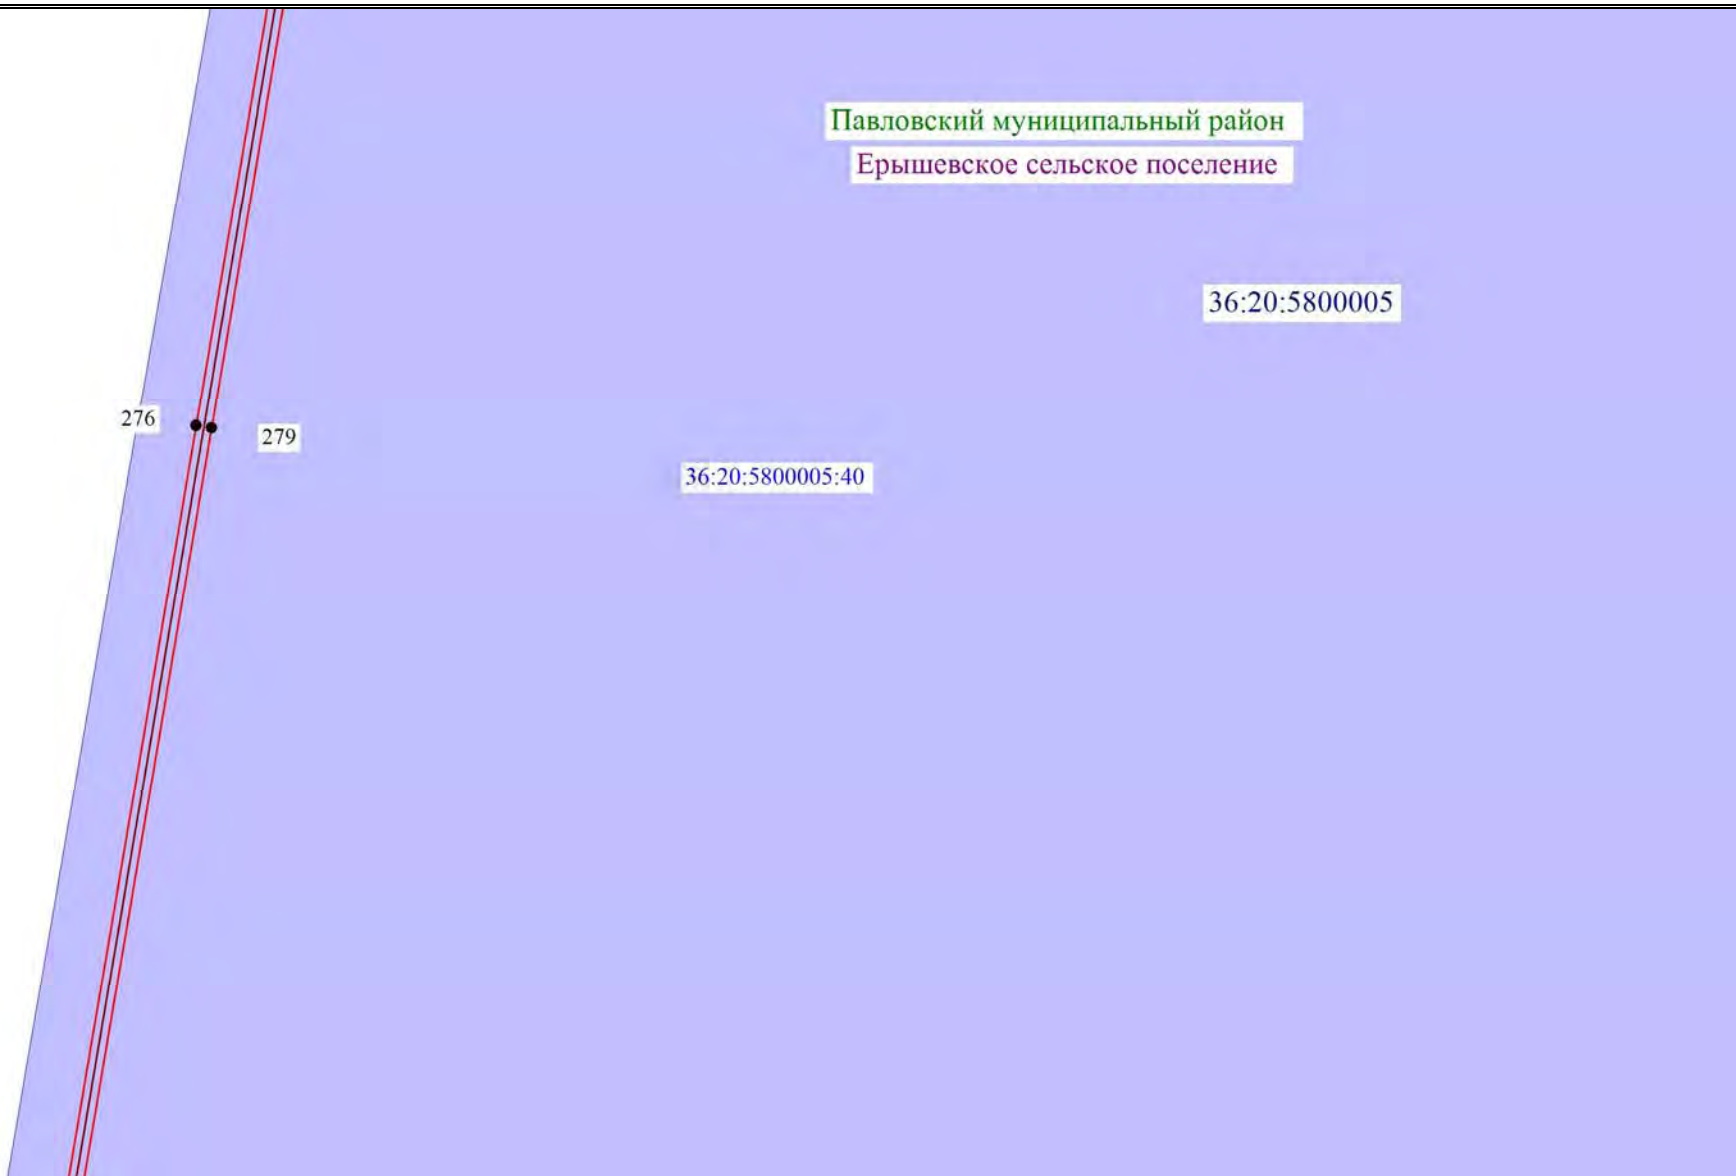 Павловский муниципальный район
Ерышевское сельское поселение
36:20:5800005
276
279
36:20:5800005:40